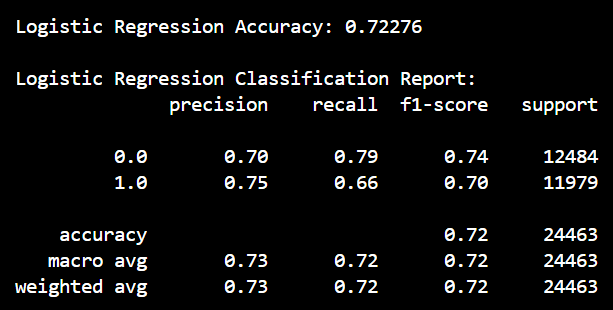 Logistic Regression Accuracy: 0.72276
Logistic Regression Classification Report:
precision recall f1-score support
0.0 0.70 0.79 0.74 12484
1.0 0.75 0.66 0.70 11979
accuracy 0.72 24463
macro avg 0.73 0.72 0.72 24463
weighted avg 0.73 0.72 0.72 24463